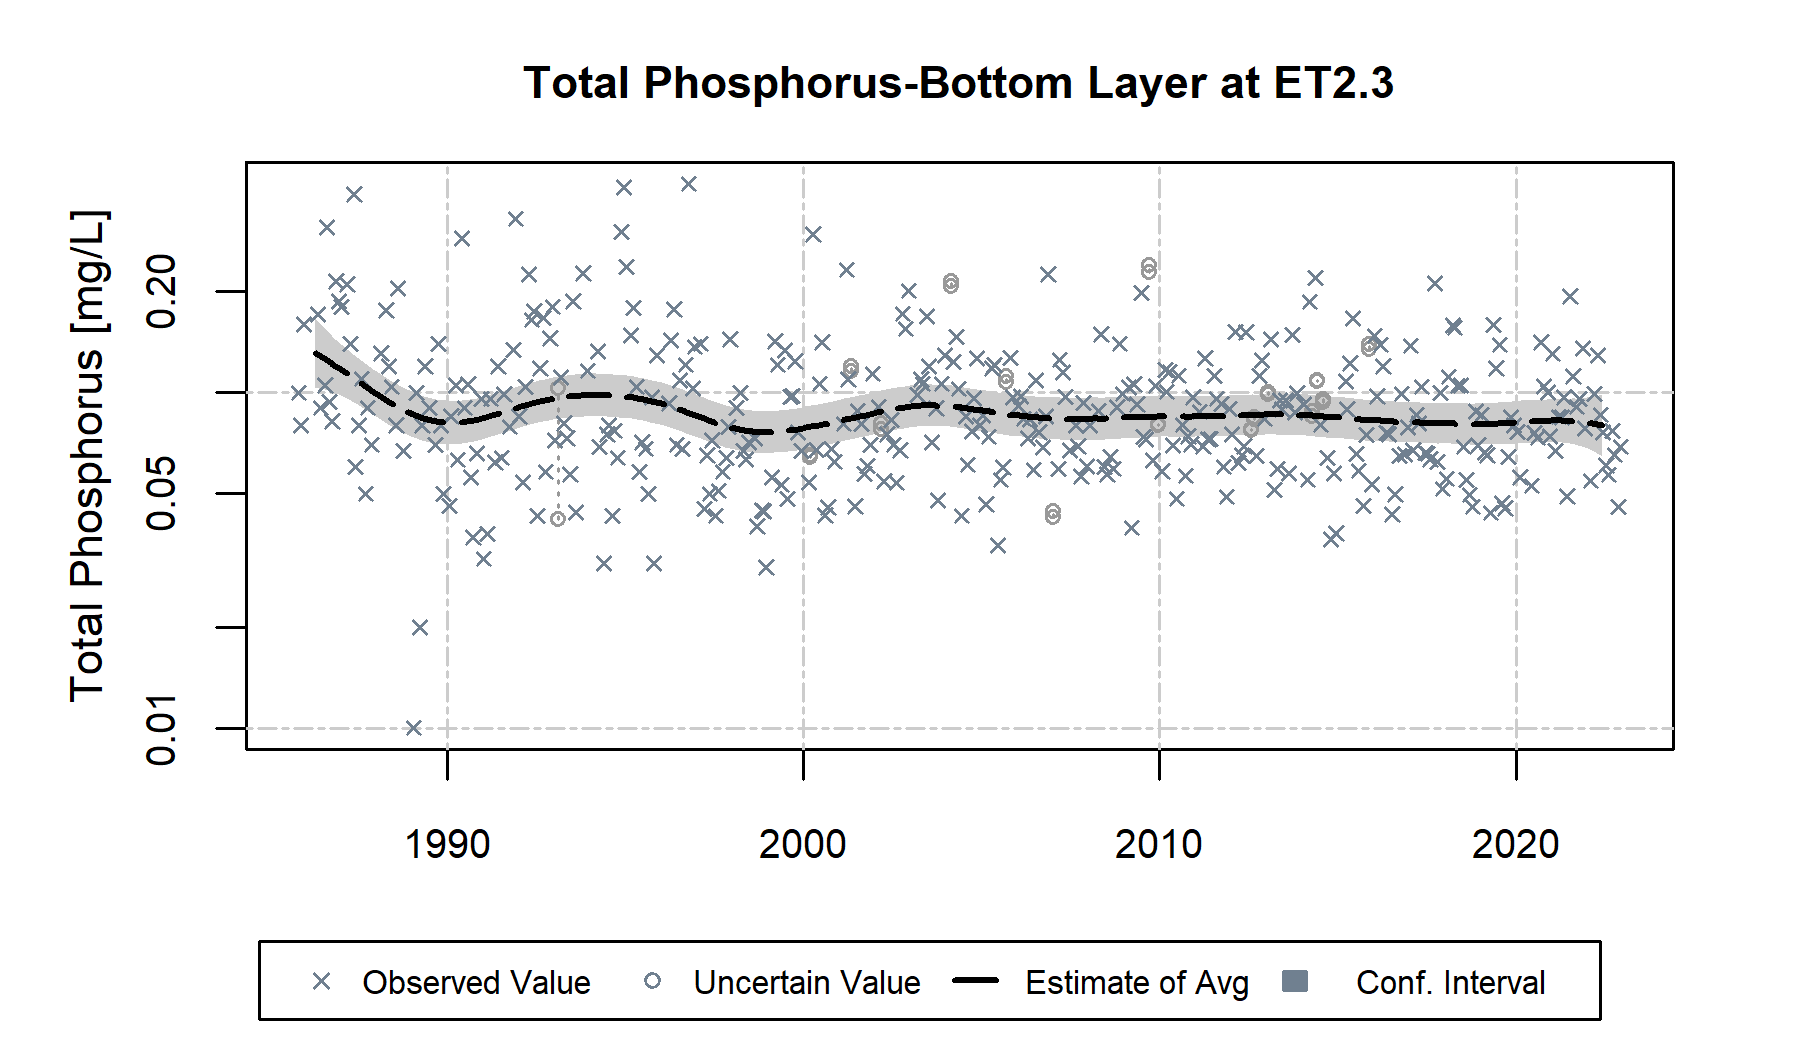 Total Phosphorus-Bottom Layer at ET2.3
Total Phosphorus [mg/L]
0.20
0.05
0.01
1990 2000 2010 2020
Observed Value Uncertain Value Estimate of Avg Conf. Interval